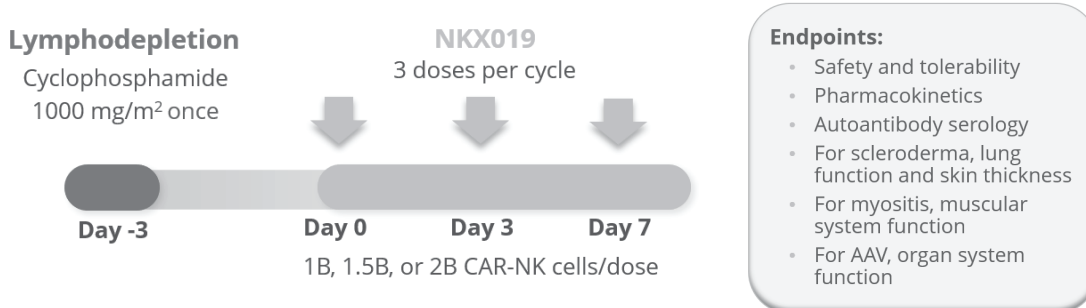 Lymphodepletion
Cyclophosphamide
1000 mg/m² once
NKX019
3 doses per cycle
Day -3
Day 0
Day 3
Day 7
1B, 1.5B, or 2B CAR-NK cells/dose
Endpoints:
• Safety and tolerability
• Pharmacokinetics
• Autoantibody serology
• For scleroderma, lung
function and skin thickness
• For myositis, muscular
system function
• For AAV, organ system
function